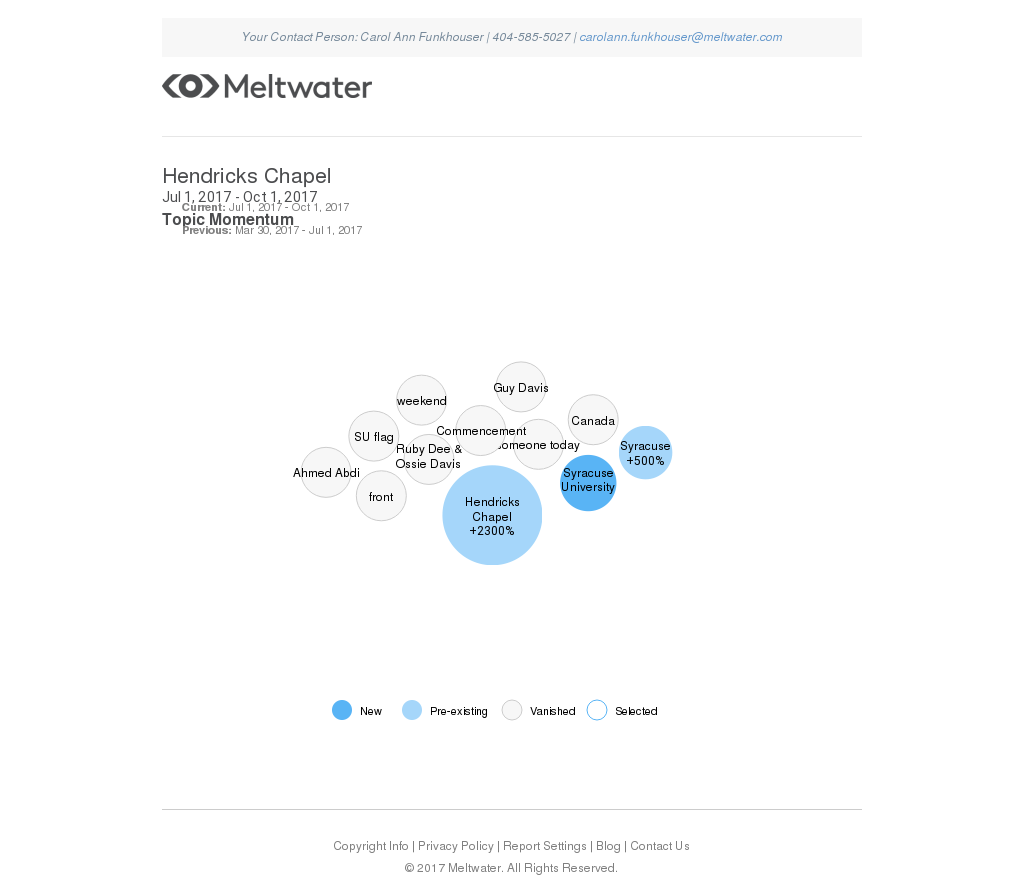 Your Contact Person: Carol Ann Funkhouser | 404-585-5027 | carolann.funkhouser@meltwater.com
Meltwater
Hendricks Chapel
Jul 1, 2017 - Oct 1, 2017
Current: Jul 1, 2017 - Oct 1, 2017
Topic Momentum
Previous: Mar 30, 2017 - Jul 1, 2017
Guy Davis
weekend
Canada
Commencement
SU flag
someone today
Syracuse
+500%
Ruby Dee &
Ossie Davis
Ahmed Abdi
Syracuse
University
front
Hendricks
Chapel
+2300%
New
Pre-existing
Vanished
Selected
Copyright Info | Privacy Policy | Report Settings | Blog | Contact Us
© 2017 Meltwater. All Rights Reserved.